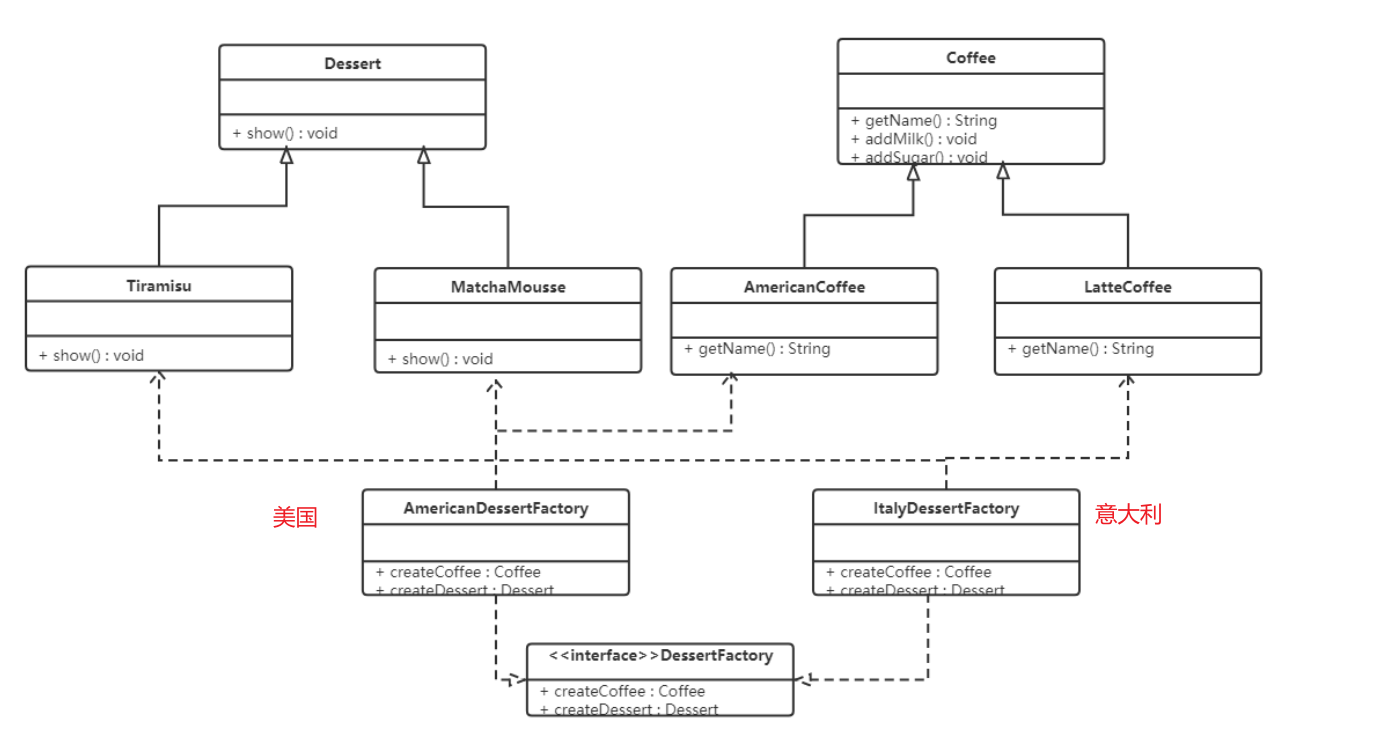 Dessert
+ show() : void
Coffee
+ getName() : String
+ addMilk() : void
+ addSugar() : void
Tiramisu
+ show() : void
MatchaMousse
+ show() : void
AmericanCoffee
+ getName() : String
LatteCoffee
+ getName() : String
美国
AmericanDessertFactory
+ createCoffee : Coffee
+ createDessert : Dessert
ItalyDessertFactory
+ createCoffee : Coffee
+ createDessert : Dessert
意大利
<<interface>>DessertFactory
+ createCoffee : Coffee
+ createDessert : Dessert